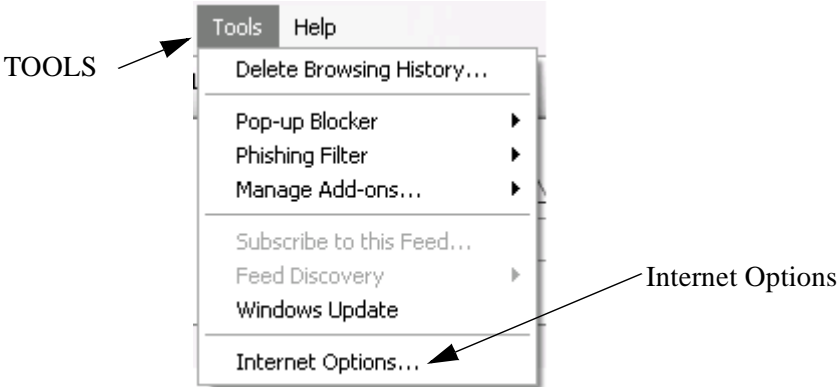 Tools Help
TOOLS
Delete Browsing History...
Pop-up Blocker
Phishing Filter
Manage Add-ons...
Subscribe to this Feed...
Feed Discovery
Internet Options
Windows Update
Internet Options...